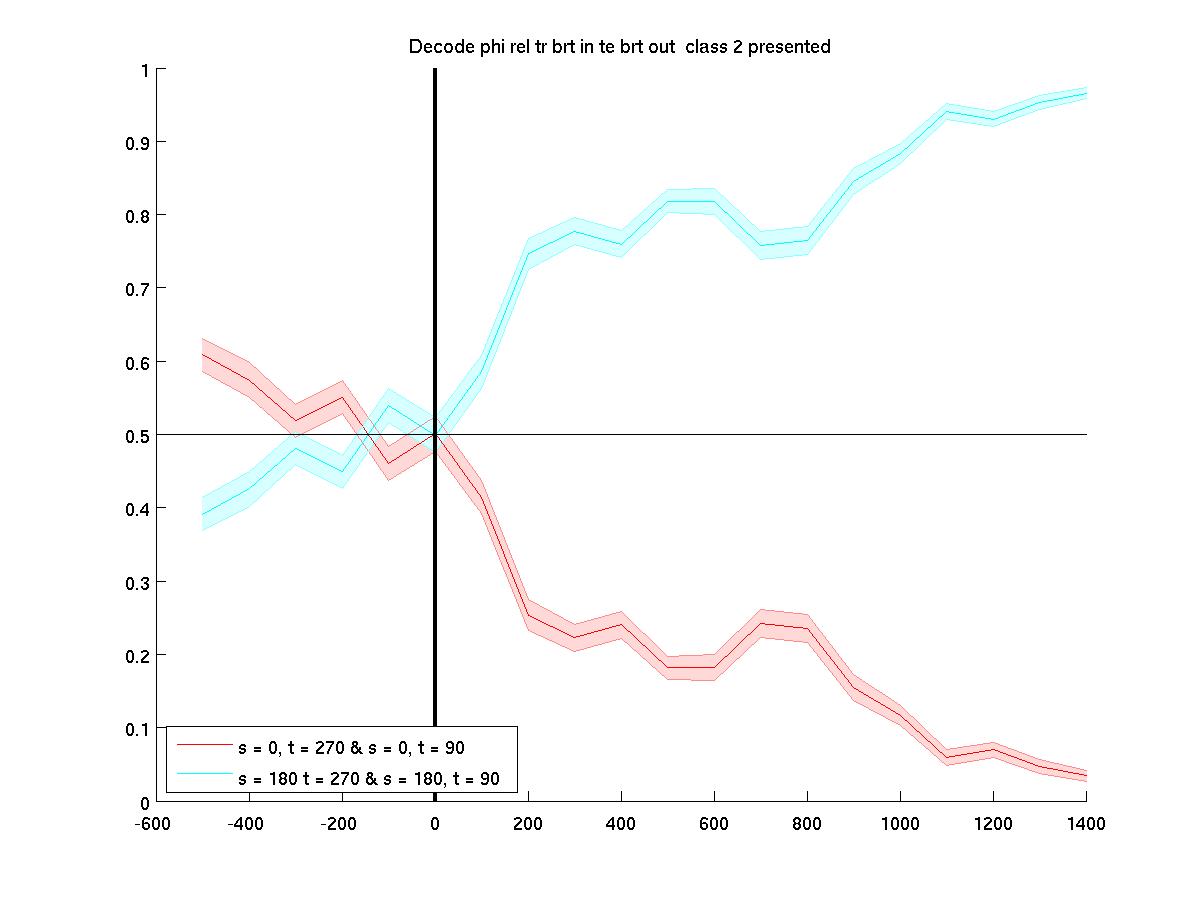 Decode phi rel tr brt in te brt out  class 2 presented
1
0.9
0.8
0.7
0.6
0.5
0.4
0.3
0.2
0.1
0
s = 0, t = 270 & s = 0, t = 90
s = 180 t = 270 & s = 180, t = 90
-600 -400 -200 0 200 400 600 800 1000 1200 1400